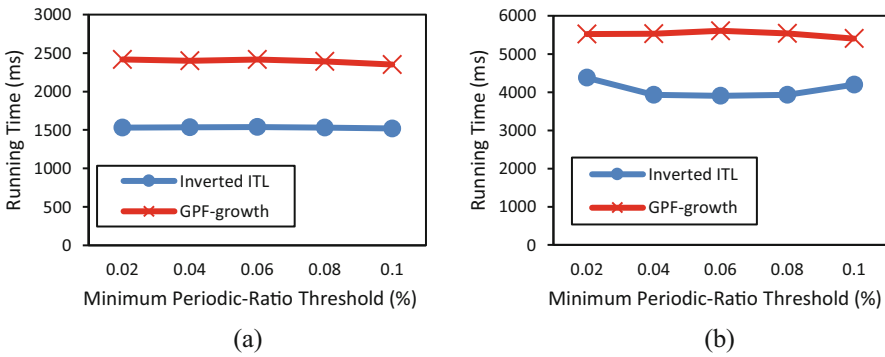 3000
2500
2000
1500
1000
500
0
Running Time (ms)
Inverted ITL
GPF-growth
0.02 0.04 0.06 0.08 0.1
Minimum Periodic-Ratio Threshold (%)
(a)
6000
5000
4000
3000
2000
1000
0
Running Time (ms)
Inverted ITL
GPF-growth
0.02 0.04 0.06 0.08 0.1
Minimum Periodic-Ratio Threshold (%)
(b)